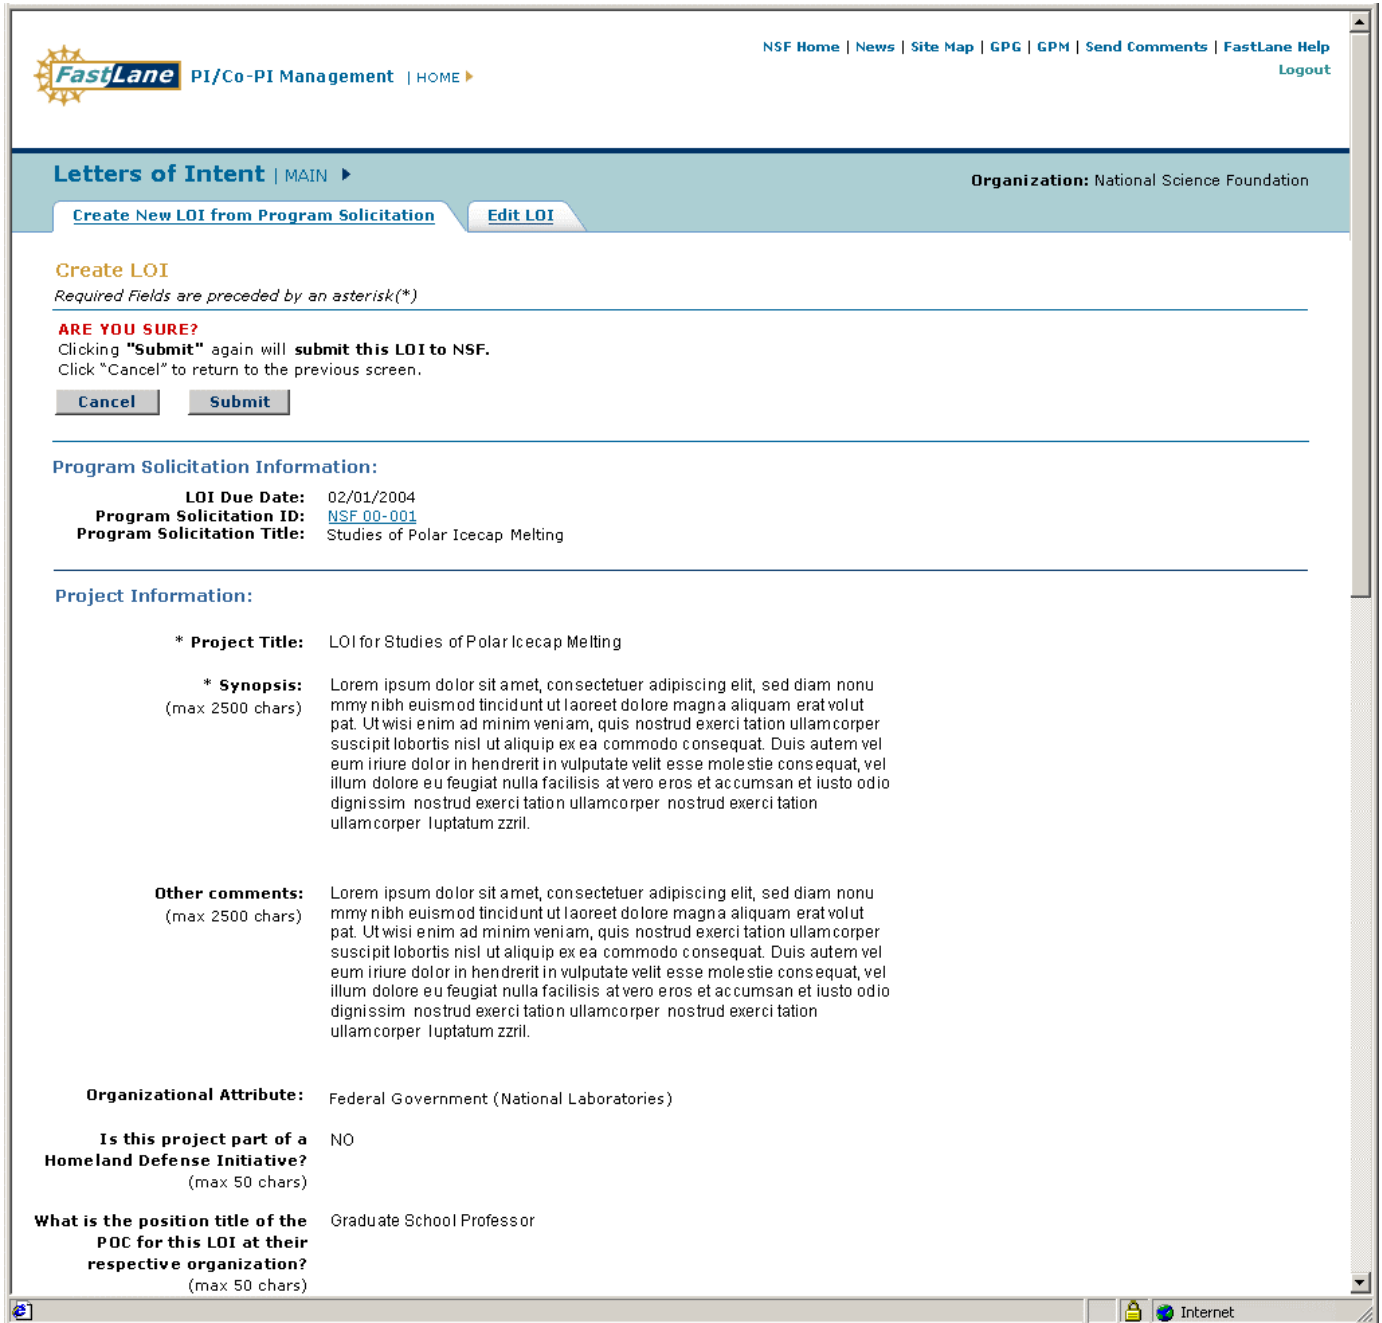 NSF Home | News | Site Map | GPG | GPM | Send Comments | FastLane Help
Logout
FastLane PI/Co-PI Management | HOME
Letters of Intent | MAIN
Organization: National Science Foundation
Create New LOI from Program Solicitation Edit LOI
Create LOI
Required Fields are preceded by an asterisk(*)
ARE YOU SURE?
Clicking "Submit" again will submit this LOI to NSF.
Click “Cancel” to return to the previous screen.
Cancel Submit
Program Solicitation Information:
LOI Due Date: 02/01/2004
Program Solicitation ID: NSF 00-001
Program Solicitation Title: Studies of Polar Icecap Melting
Project Information:
* Project Title: LOI for Studies of Polar Icecap Melting
* Synopsis: Lorem ipsum dolor sit amet, consectetuer adipiscing elit, sed diam nonu
(max 2500 chars) mmy nibh euismod tincidunt ut laoreet dolore magna aliquam erat volut
pat. Ut wisi enim ad minim veniam, quis nostrud exerci tation ullamcorper
suscipit lobortis nisl ut aliquip ex ea commodo consequat. Duis autem vel
eum iriure dolor in hendrerit in vulputate velit esse molestie consequat, vel
illum dolore eu feugiat nulla facilisis at vero eros et accumsan et iusto odio
dignissim nostrud exerci tation ullamcorper nostrud exerci tation
ullamcorper luptatum zzril.
Other comments: Lorem ipsum dolor sit amet, consectetuer adipiscing elit, sed diam nonu
(max 2500 chars) mmy nibh euismod tincidunt ut laoreet dolore magna aliquam erat volut
pat. Ut wisi enim ad minim veniam, quis nostrud exerci tation ullamcorper
suscipit lobortis nisl ut aliquip ex ea commodo consequat. Duis autem vel
eum iriure dolor in hendrerit in vulputate velit esse molestie consequat, vel
illum dolore eu feugiat nulla facilisis at vero eros et accumsan et iusto odio
dignissim nostrud exerci tation ullamcorper nostrud exerci tation
ullamcorper luptatum zzril.
Organizational Attribute: Federal Government (National Laboratories)
Is this project part of a NO
Homeland Defense Initiative?
(max 50 chars)
What is the position title of the Graduate School Professor
POC for this LOI at their
respective organization?
(max 50 chars)
Internet